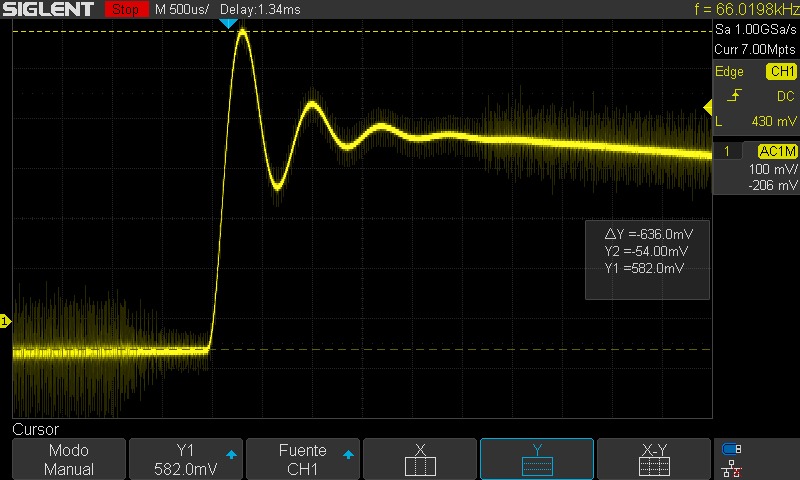 SIGLENT Stop M 500us/ Delay:1.34ms f = 66.0198kHz
Sa 1.00GSa/s
Curr 7.00Mpts
Edge CH1
DC
L 430 mV
1 AC1M
100 mV/
-206 mV
ΔY =-636.0mV
Y2 =-54.00mV
Y1 =582.0mV
1
Cursor
Modo
Manual
Y1
582.0mV
Fuente
CH1
X
Y
X-Y